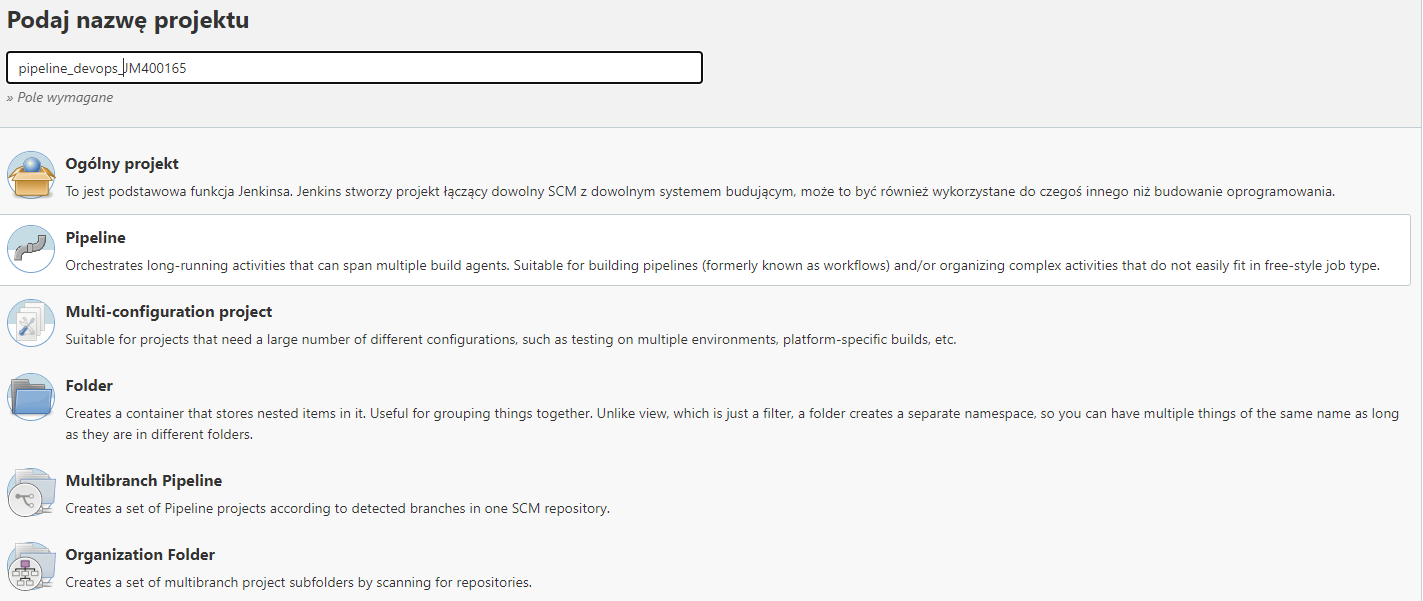 Podaj nazwę projektu
pipeline_devops_JM400165
» Pole wymagane
Ogólny projekt
To jest podstawowa funkcja Jenkinsa. Jenkins stworzy projekt łączący dowolny SCM z dowolnym systemem budującym, może to być również wykorzystane do czegoś innego niż budowanie oprogramowania.
Pipeline
Orchestrates long-running activities that can span multiple build agents. Suitable for building pipelines (formerly known as workflows) and/or organizing complex activities that do not easily fit in free-style job type.
Multi-configuration project
Suitable for projects that need a large number of different configurations, such as testing on multiple environments, platform-specific builds, etc.
Folder
Creates a container that stores nested items in it. Useful for grouping things together. Unlike view, which is just a filter, a folder creates a separate namespace, so you can have multiple things of the same name as long
as they are in different folders.
Multibranch Pipeline
Creates a set of Pipeline projects according to detected branches in one SCM repository.
Organization Folder
Creates a set of multibranch project subfolders by scanning for repositories.